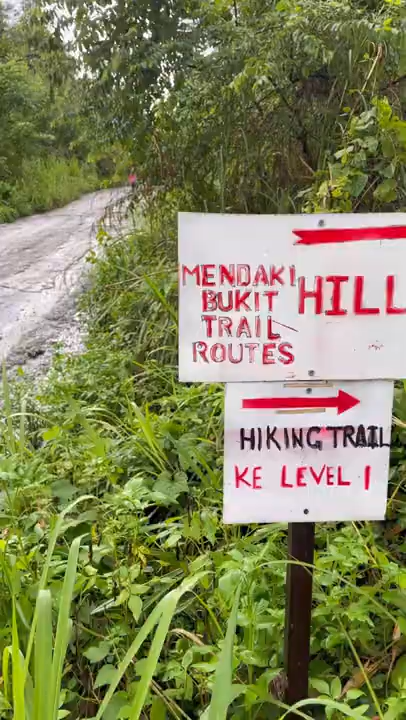 MENDAKI
BUKIT
TRAIL
ROUTES
HILL
HIKING TRAIL
KE LEVEL 1